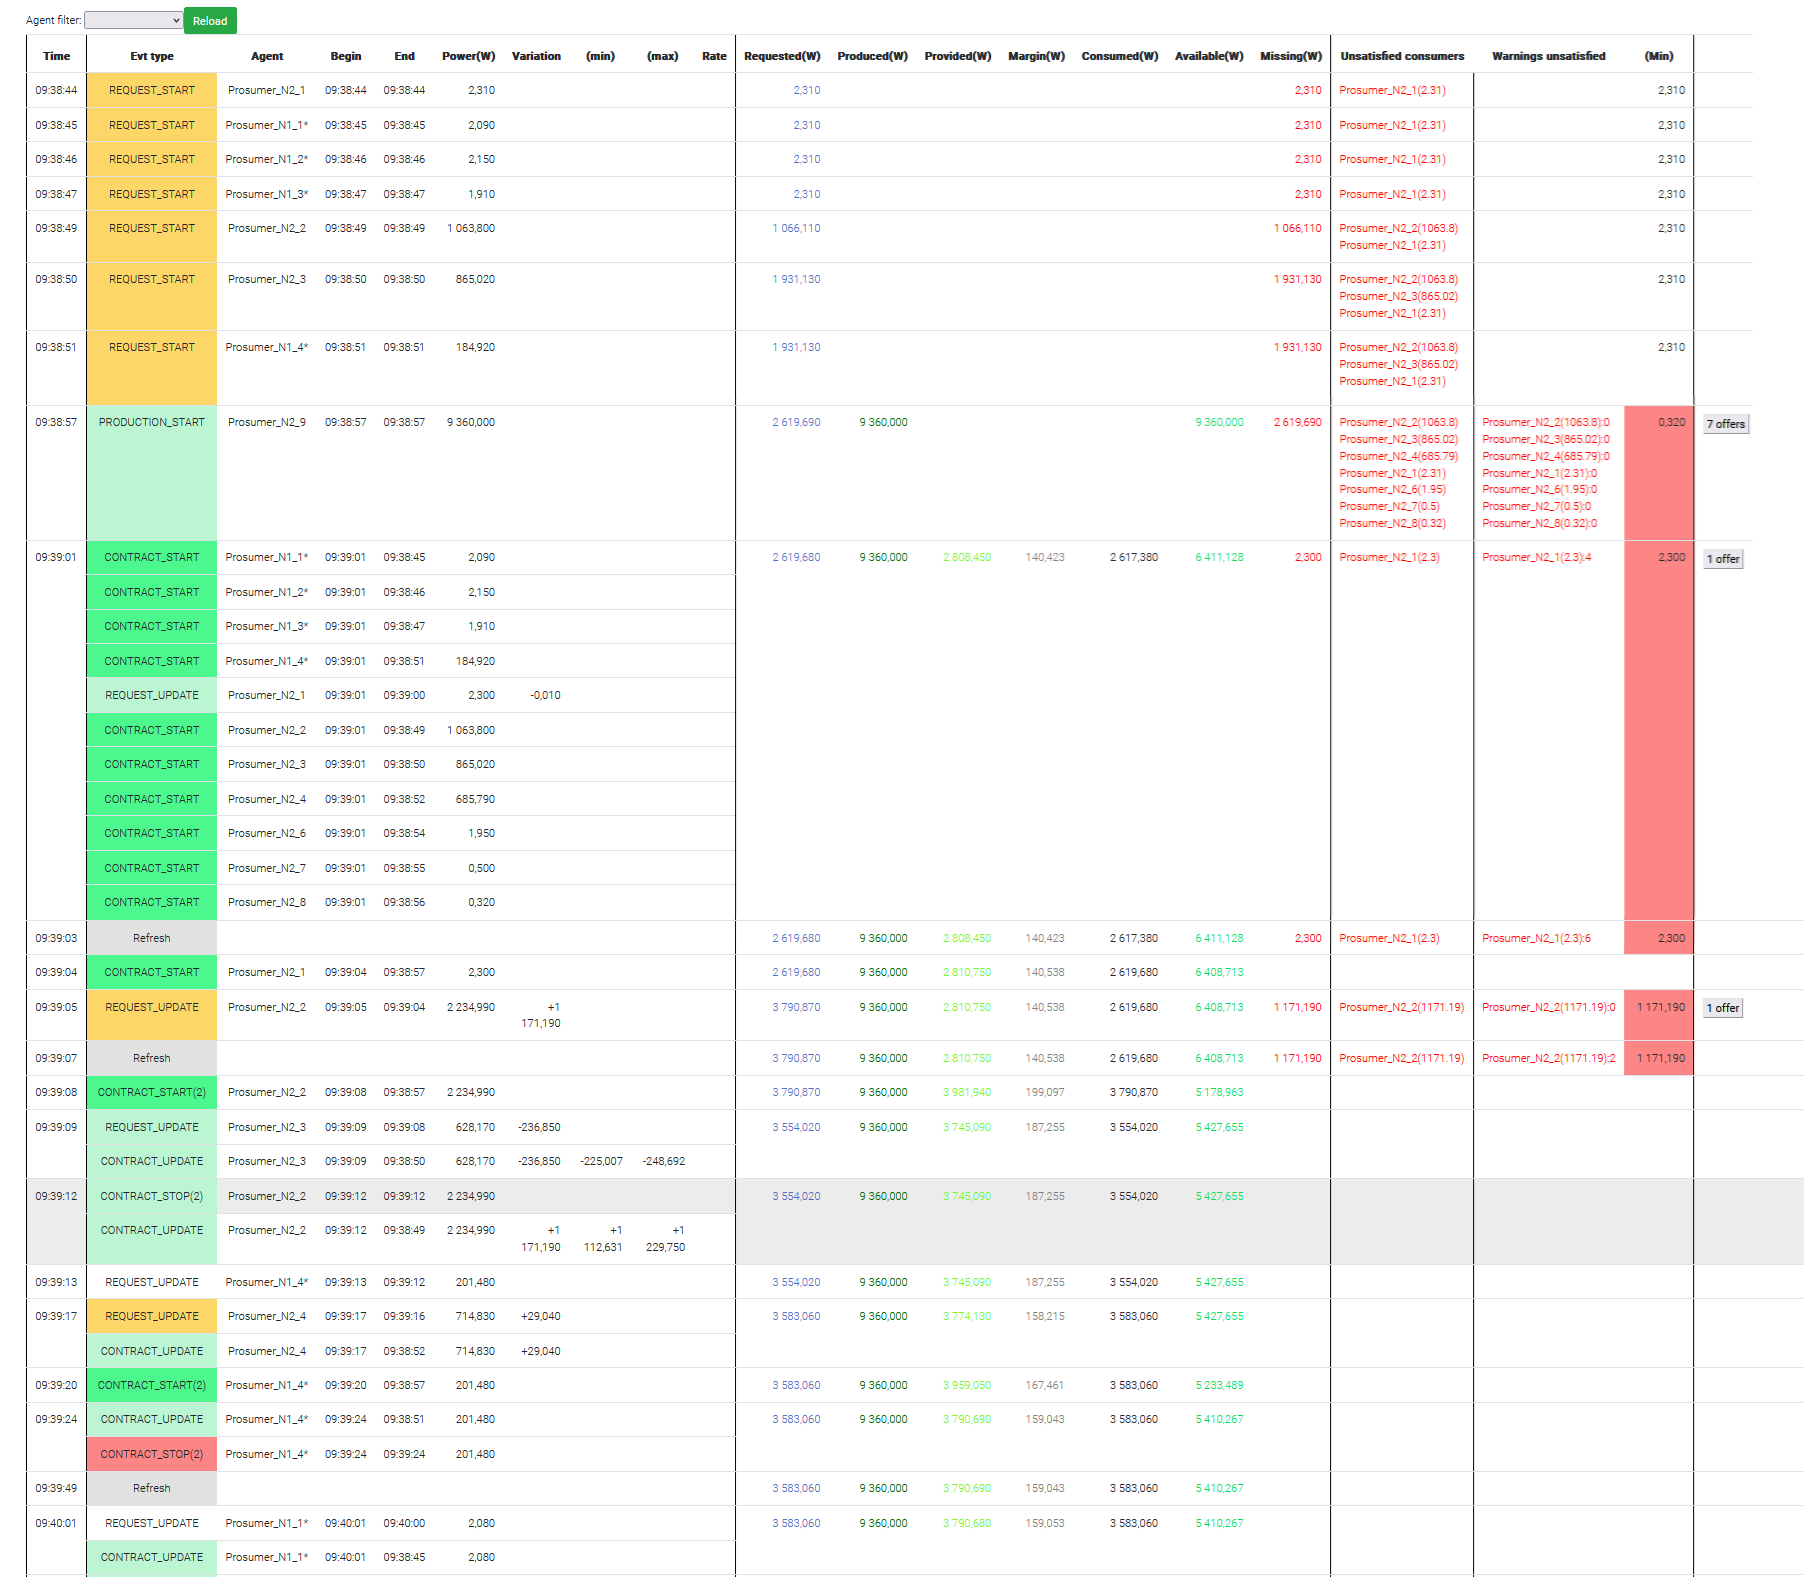 Agent filter: Reload
Time Evt type Agent Begin End Power(W) Variation (min) (max) Rate Requested(W) Produced(W) Provided(W) Margin(W) Consumed(W) Available(W) Missing(W) Unsatisfied consumers Warnings unsatisfied (Min)
09:38:44 REQUEST_START Prosumer_N2_1 09:38:44 09:38:44 2,310 2,310 2,310 Prosumer_N2_1(2.31) 2,310
09:38:45 REQUEST_START Prosumer_N1_1* 09:38:45 09:38:45 2,090 2,310 2,310 Prosumer_N2_1(2.31) 2,310
09:38:46 REQUEST_START Prosumer_N1_2* 09:38:46 09:38:46 2,150 2,310 2,310 Prosumer_N2_1(2.31) 2,310
09:38:47 REQUEST_START Prosumer_N1_3* 09:38:47 09:38:47 1,910 2,310 2,310 Prosumer_N2_1(2.31) 2,310
09:38:49 REQUEST_START Prosumer_N2_2 09:38:49 09:38:49 1 063,800 1 066,110 1 066,110 Prosumer_N2_2(1063.8) 2,310
Prosumer_N2_1(2.31)
09:38:50 REQUEST_START Prosumer_N2_3 09:38:50 09:38:50 865,020 1 931,130 1 931,130 Prosumer_N2_2(1063.8) 2,310
Prosumer_N2_3(865.02)
Prosumer_N2_1(2.31)
09:38:51 REQUEST_START Prosumer_N1_4* 09:38:51 09:38:51 184,920 1 931,130 1 931,130 Prosumer_N2_2(1063.8) 2,310
Prosumer_N2_3(865.02)
Prosumer_N2_1(2.31)
09:38:57 PRODUCTION_START Prosumer_N2_9 09:38:57 09:38:57 9 360,000 2 619,690 9 360,000 9 360,000 2 619,690 Prosumer_N2_2(1063.8) Prosumer_N2_2(1063.8):0 0,320 7 offers
Prosumer_N2_3(865.02) Prosumer_N2_3(865.02):0
Prosumer_N2_4(685.79) Prosumer_N2_4(685.79):0
Prosumer_N2_1(2.31) Prosumer_N2_1(2.31):0
Prosumer_N2_6(1.95) Prosumer_N2_6(1.95):0
Prosumer_N2_7(0.5) Prosumer_N2_7(0.5):0
Prosumer_N2_8(0.32) Prosumer_N2_8(0.32):0
09:39:01 CONTRACT_START Prosumer_N1_1* 09:39:01 09:38:45 2,090 2 619,680 9 360,000 2 808,450 140,423 2 617,380 6 411,128 2,300 Prosumer_N2_1(2.3) Prosumer_N2_1(2.3):4 2,300 1 offer
CONTRACT_START Prosumer_N1_2* 09:39:01 09:38:46 2,150
CONTRACT_START Prosumer_N1_3* 09:39:01 09:38:47 1,910
CONTRACT_START Prosumer_N1_4* 09:39:01 09:38:51 184,920
REQUEST_UPDATE Prosumer_N2_1 09:39:01 09:39:00 2,300 -0,010
CONTRACT_START Prosumer_N2_2 09:39:01 09:38:49 1 063,800
CONTRACT_START Prosumer_N2_3 09:39:01 09:38:50 865,020
CONTRACT_START Prosumer_N2_4 09:39:01 09:38:52 685,790
CONTRACT_START Prosumer_N2_6 09:39:01 09:38:54 1,950
CONTRACT_START Prosumer_N2_7 09:39:01 09:38:55 0,500
CONTRACT_START Prosumer_N2_8 09:39:01 09:38:56 0,320
09:39:03 Refresh 2 619,680 9 360,000 2 808,450 140,423 2 617,380 6 411,128 2,300 Prosumer_N2_1(2.3) Prosumer_N2_1(2.3):6 2,300
09:39:04 CONTRACT_START Prosumer_N2_1 09:39:04 09:38:57 2,300 2 619,680 9 360,000 2 810,750 140,538 2 619,680 6 408,713
09:39:05 REQUEST_UPDATE Prosumer_N2_2 09:39:05 09:39:04 2 234,990 +1 3 790,870 9 360,000 2 810,750 140,538 2 619,680 6 408,713 1 171,190 Prosumer_N2_2(1171.19) Prosumer_N2_2(1171.19):0 1 171,190 1 offer
171,190
09:39:07 Refresh 3 790,870 9 360,000 2 810,750 140,538 2 619,680 6 408,713 1 171,190 Prosumer_N2_2(1171.19) Prosumer_N2_2(1171.19):2 1 171,190
09:39:08 CONTRACT_START(2) Prosumer_N2_2 09:39:08 09:38:57 2 234,990 3 790,870 9 360,000 3 981,940 199,097 3 790,870 5 178,963
09:39:09 REQUEST_UPDATE Prosumer_N2_3 09:39:09 09:39:08 628,170 -236,850 3 554,020 9 360,000 3 745,090 187,255 3 554,020 5 427,655
CONTRACT_UPDATE Prosumer_N2_3 09:39:09 09:38:50 628,170 -236,850 -225,007 -248,692
09:39:12 CONTRACT_STOP(2) Prosumer_N2_2 09:39:12 09:39:12 2 234,990 3 554,020 9 360,000 3 745,090 187,255 3 554,020 5 427,655
CONTRACT_UPDATE Prosumer_N2_2 09:39:12 09:38:49 2 234,990 +1 +1 +1
171,190 112,631 229,750
09:39:13 REQUEST_UPDATE Prosumer_N1_4* 09:39:13 09:39:12 201,480 3 554,020 9 360,000 3 745,090 187,255 3 554,020 5 427,655
09:39:17 REQUEST_UPDATE Prosumer_N2_4 09:39:17 09:39:16 714,830 +29,040 3 583,060 9 360,000 3 774,130 158,215 3 583,060 5 427,655
CONTRACT_UPDATE Prosumer_N2_4 09:39:17 09:38:52 714,830 +29,040
09:39:20 CONTRACT_START(2) Prosumer_N1_4* 09:39:20 09:38:57 201,480 3 583,060 9 360,000 3 959,050 167,461 3 583,060 5 233,489
09:39:24 CONTRACT_UPDATE Prosumer_N1_4* 09:39:24 09:38:51 201,480 3 583,060 9 360,000 3 790,690 159,043 3 583,060 5 410,267
CONTRACT_STOP(2) Prosumer_N1_4* 09:39:24 09:39:24 201,480
09:39:49 Refresh 3 583,060 9 360,000 3 790,690 159,043 3 583,060 5 410,267
09:40:01 REQUEST_UPDATE Prosumer_N1_1* 09:40:01 09:40:00 2,080 3 583,060 9 360,000 3 790,680 159,053 3 583,060 5 410,267
CONTRACT_UPDATE Prosumer_N1_1* 09:40:01 09:38:45 2,080